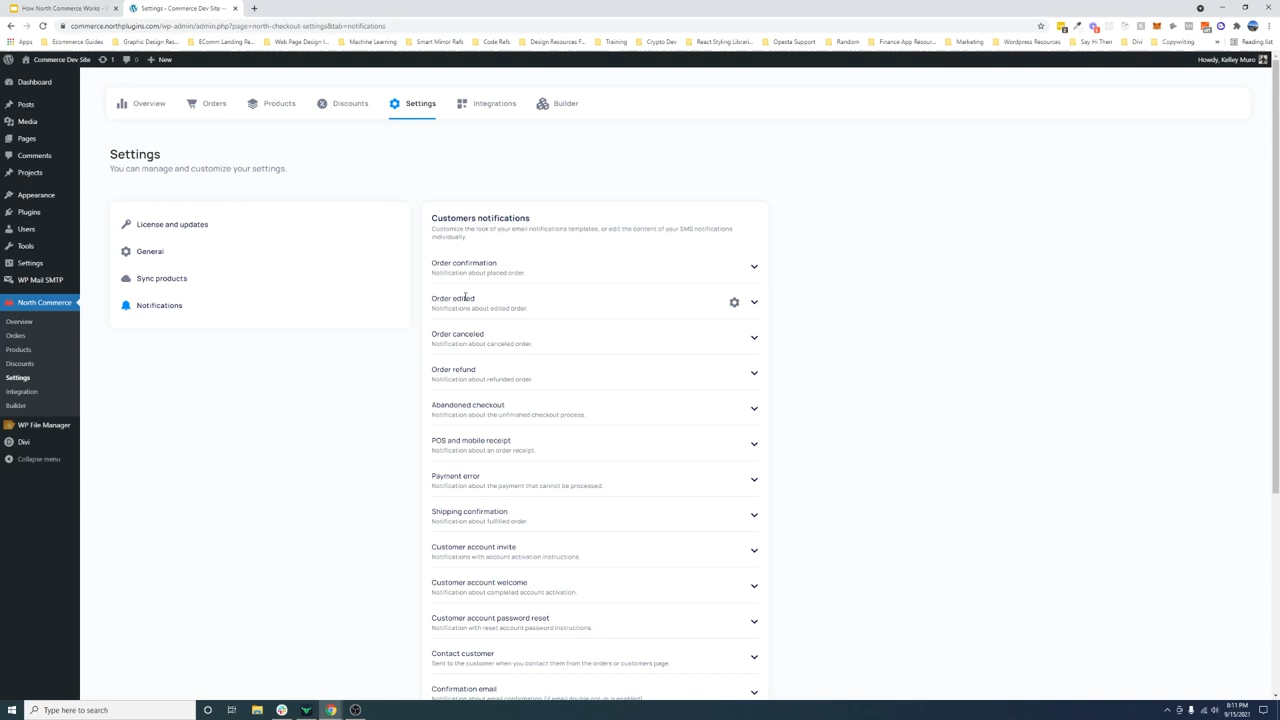 How North Commerce Works - G
Settings - Commerce Dev Site —
commerce.northplugins.com/wp-admin/admin.php?page=north-checkout-settings&tab=notifications
Apps
Ecommerce Guides
Graphic Design Res...
EComm Landing Pa...
Web Page Design I...
Machine Learning
Smart Mirror Refs
Code Refs
Design Resources F...
Training
Crypto Dev
React Styling Librari...
Opesta Support
Random
Finance App Resour...
Marketing
Wordpress Resources
Say Hi Then
Divi
Copywriting
»
Reading list
Commerce Dev Site
1
0
New
Howdy, Kelley Muro
Dashboard
Posts
Media
Pages
Comments
Projects
Appearance
Plugins
Users
Tools
Settings
WP Mail SMTP
North Commerce
Overview
Orders
Products
Discounts
Settings
Integration
Builder
WP File Manager
Divi
Collapse menu
Overview
Orders
Products
Discounts
Settings
Integrations
Builder
Settings
You can manage and customize your settings.
License and updates
General
Sync products
Notifications
Customers notifications
Customize the look of your email notifications templates, or edit the content of your SMS notifications
individually.
Order confirmation
Notification about placed order.
Order edited
Notifications about edited order.
Order canceled
Notification about canceled order.
Order refund
Notification about refunded order.
Abandoned checkout
Notification about the unfinished checkout process.
POS and mobile receipt
Notification about an order receipt.
Payment error
Notification about the payment that cannot be processed.
Shipping confirmation
Notification about fulfilled order.
Customer account invite
Notifications with account activation instructions.
Customer account welcome
Notification about completed account activation.
Customer account password reset
Notification with reset account password instructions.
Contact customer
Sent to the customer when you contact them from the orders or customers page.
Confirmation email
Notification about email confirmation (if email double opt-in is enabled)
Type here to search
8:11 PM
9/15/2021